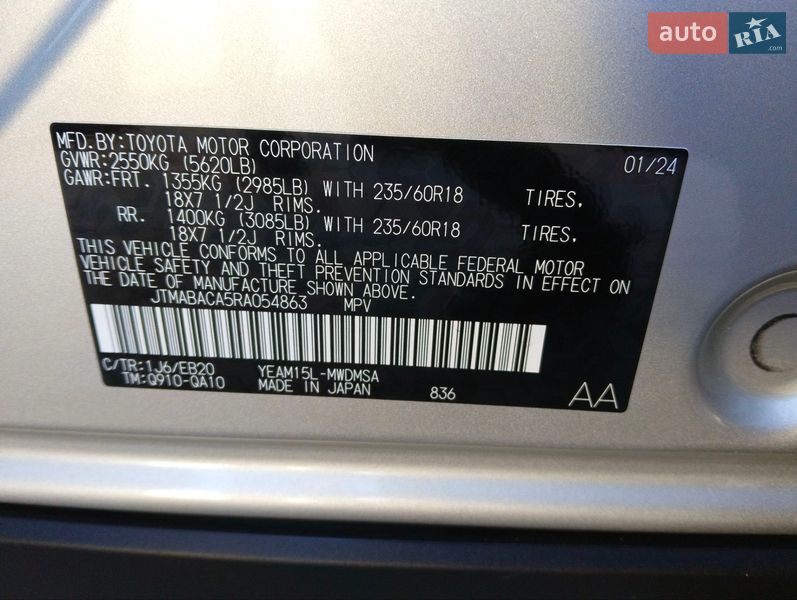 auto RIA .com
MFD.BY:TOYOTA MOTOR CORPORATION 01/24
GVWR:2550KG (5620LB)
GAWR:FRT. 1355KG (2985LB) WITH 235/60R18 TIRES,
18X7 1/2J RIMS.
RR. 1400KG (3085LB) WITH 235/60R18 TIRES,
18X7 1/2J RIMS.
THIS VEHICLE CONFORMS TO ALL APPLICABLE FEDERAL MOTOR
VEHICLE SAFETY AND THEFT PREVENTION STANDARDS IN EFFECT ON
THE DATE OF MANUFACTURE SHOWN ABOVE.
JTMABACA5RA054863 MPV
C/TR:1J6/EB20 YEAM15L-MWDMSA
TM:Q910-QA10 MADE IN JAPAN 836 AA